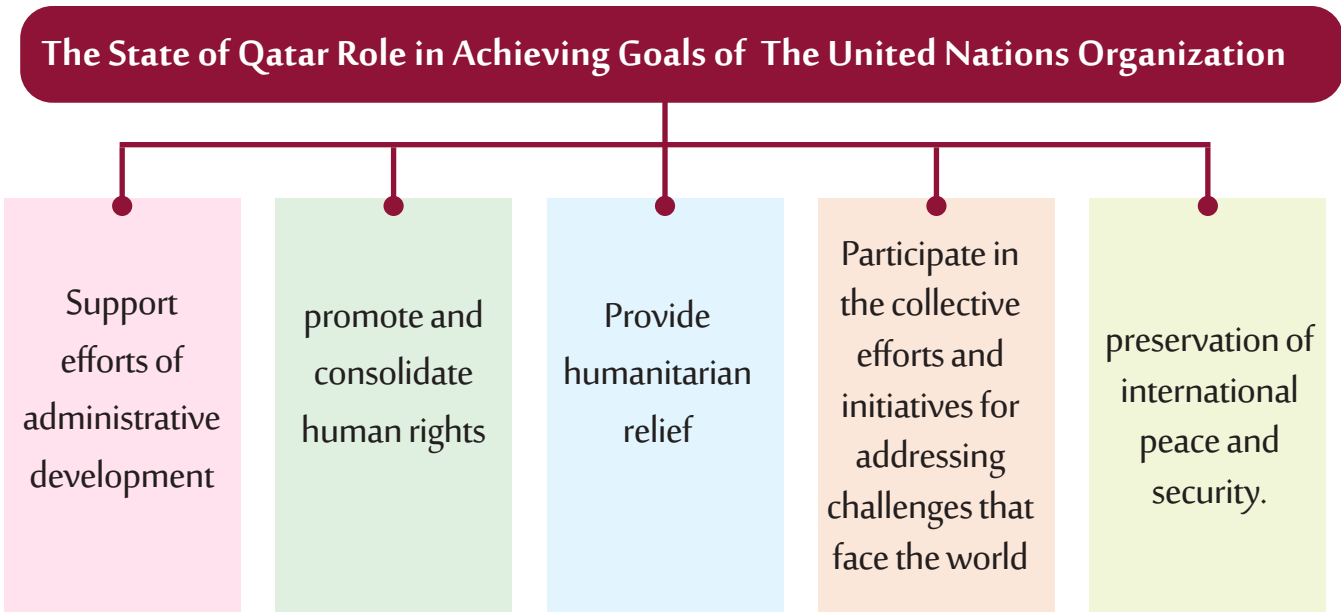 The State of Qatar Role in Achieving Goals of The United Nations Organization
Support
efforts of
administrative
development
promote and
consolidate
human rights
Provide
humanitarian
relief
Participate in
the collective
efforts and
initiatives for
addressing
challenges that
face the world
preservation of
international
peace and
security.